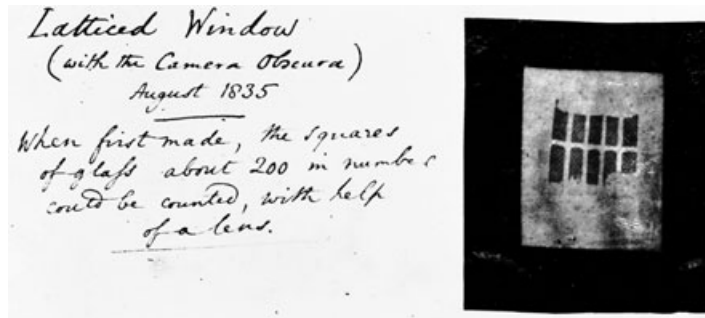 Latticed Window
(with the Camera Obscura)
August 1835
When first made, the squares
of glass about 200 in number
could be counted, with help
of a lens.